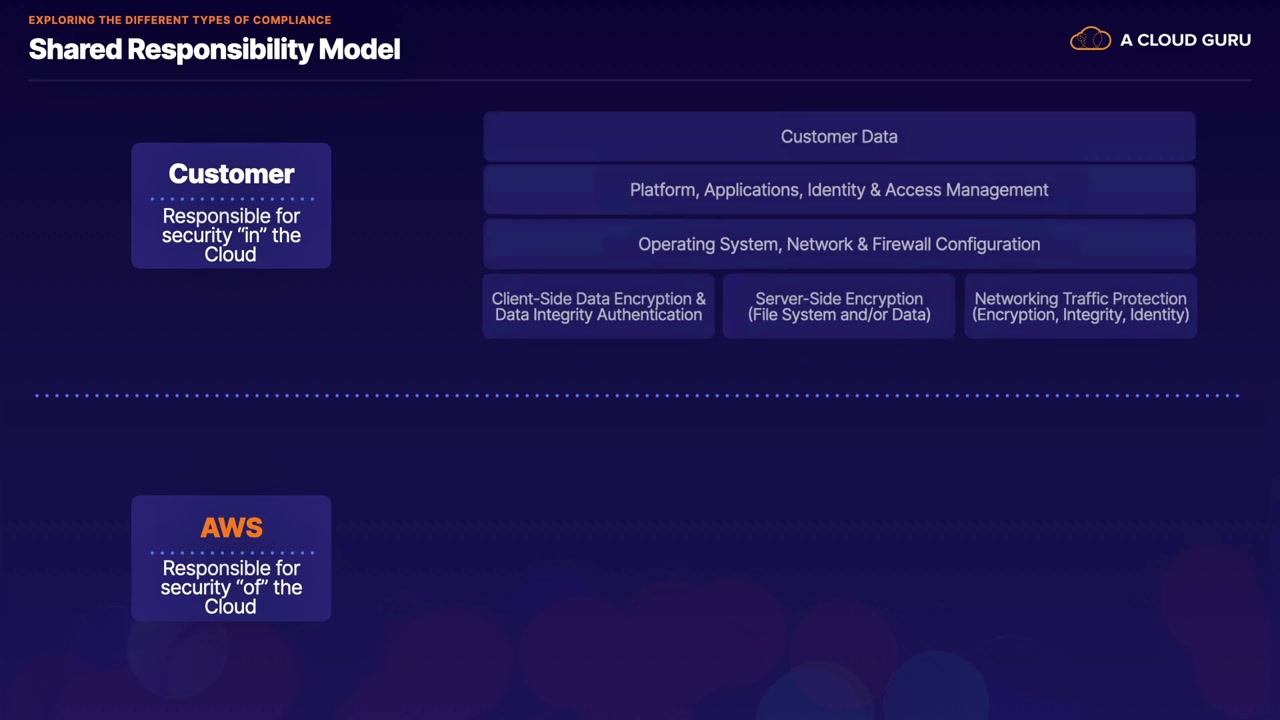 EXPLORING THE DIFFERENT TYPES OF COMPLIANCE
Shared Responsibility Model
A CLOUD GURU
Customer
Responsible for
security “in” the
Cloud
Customer Data
Platform, Applications, Identity & Access Management
Operating System, Network & Firewall Configuration
Client-Side Data Encryption &
Data Integrity Authentication
Server-Side Encryption
(File System and/or Data)
Networking Traffic Protection
(Encryption, Integrity, Identity)
AWS
Responsible for
security “of” the
Cloud